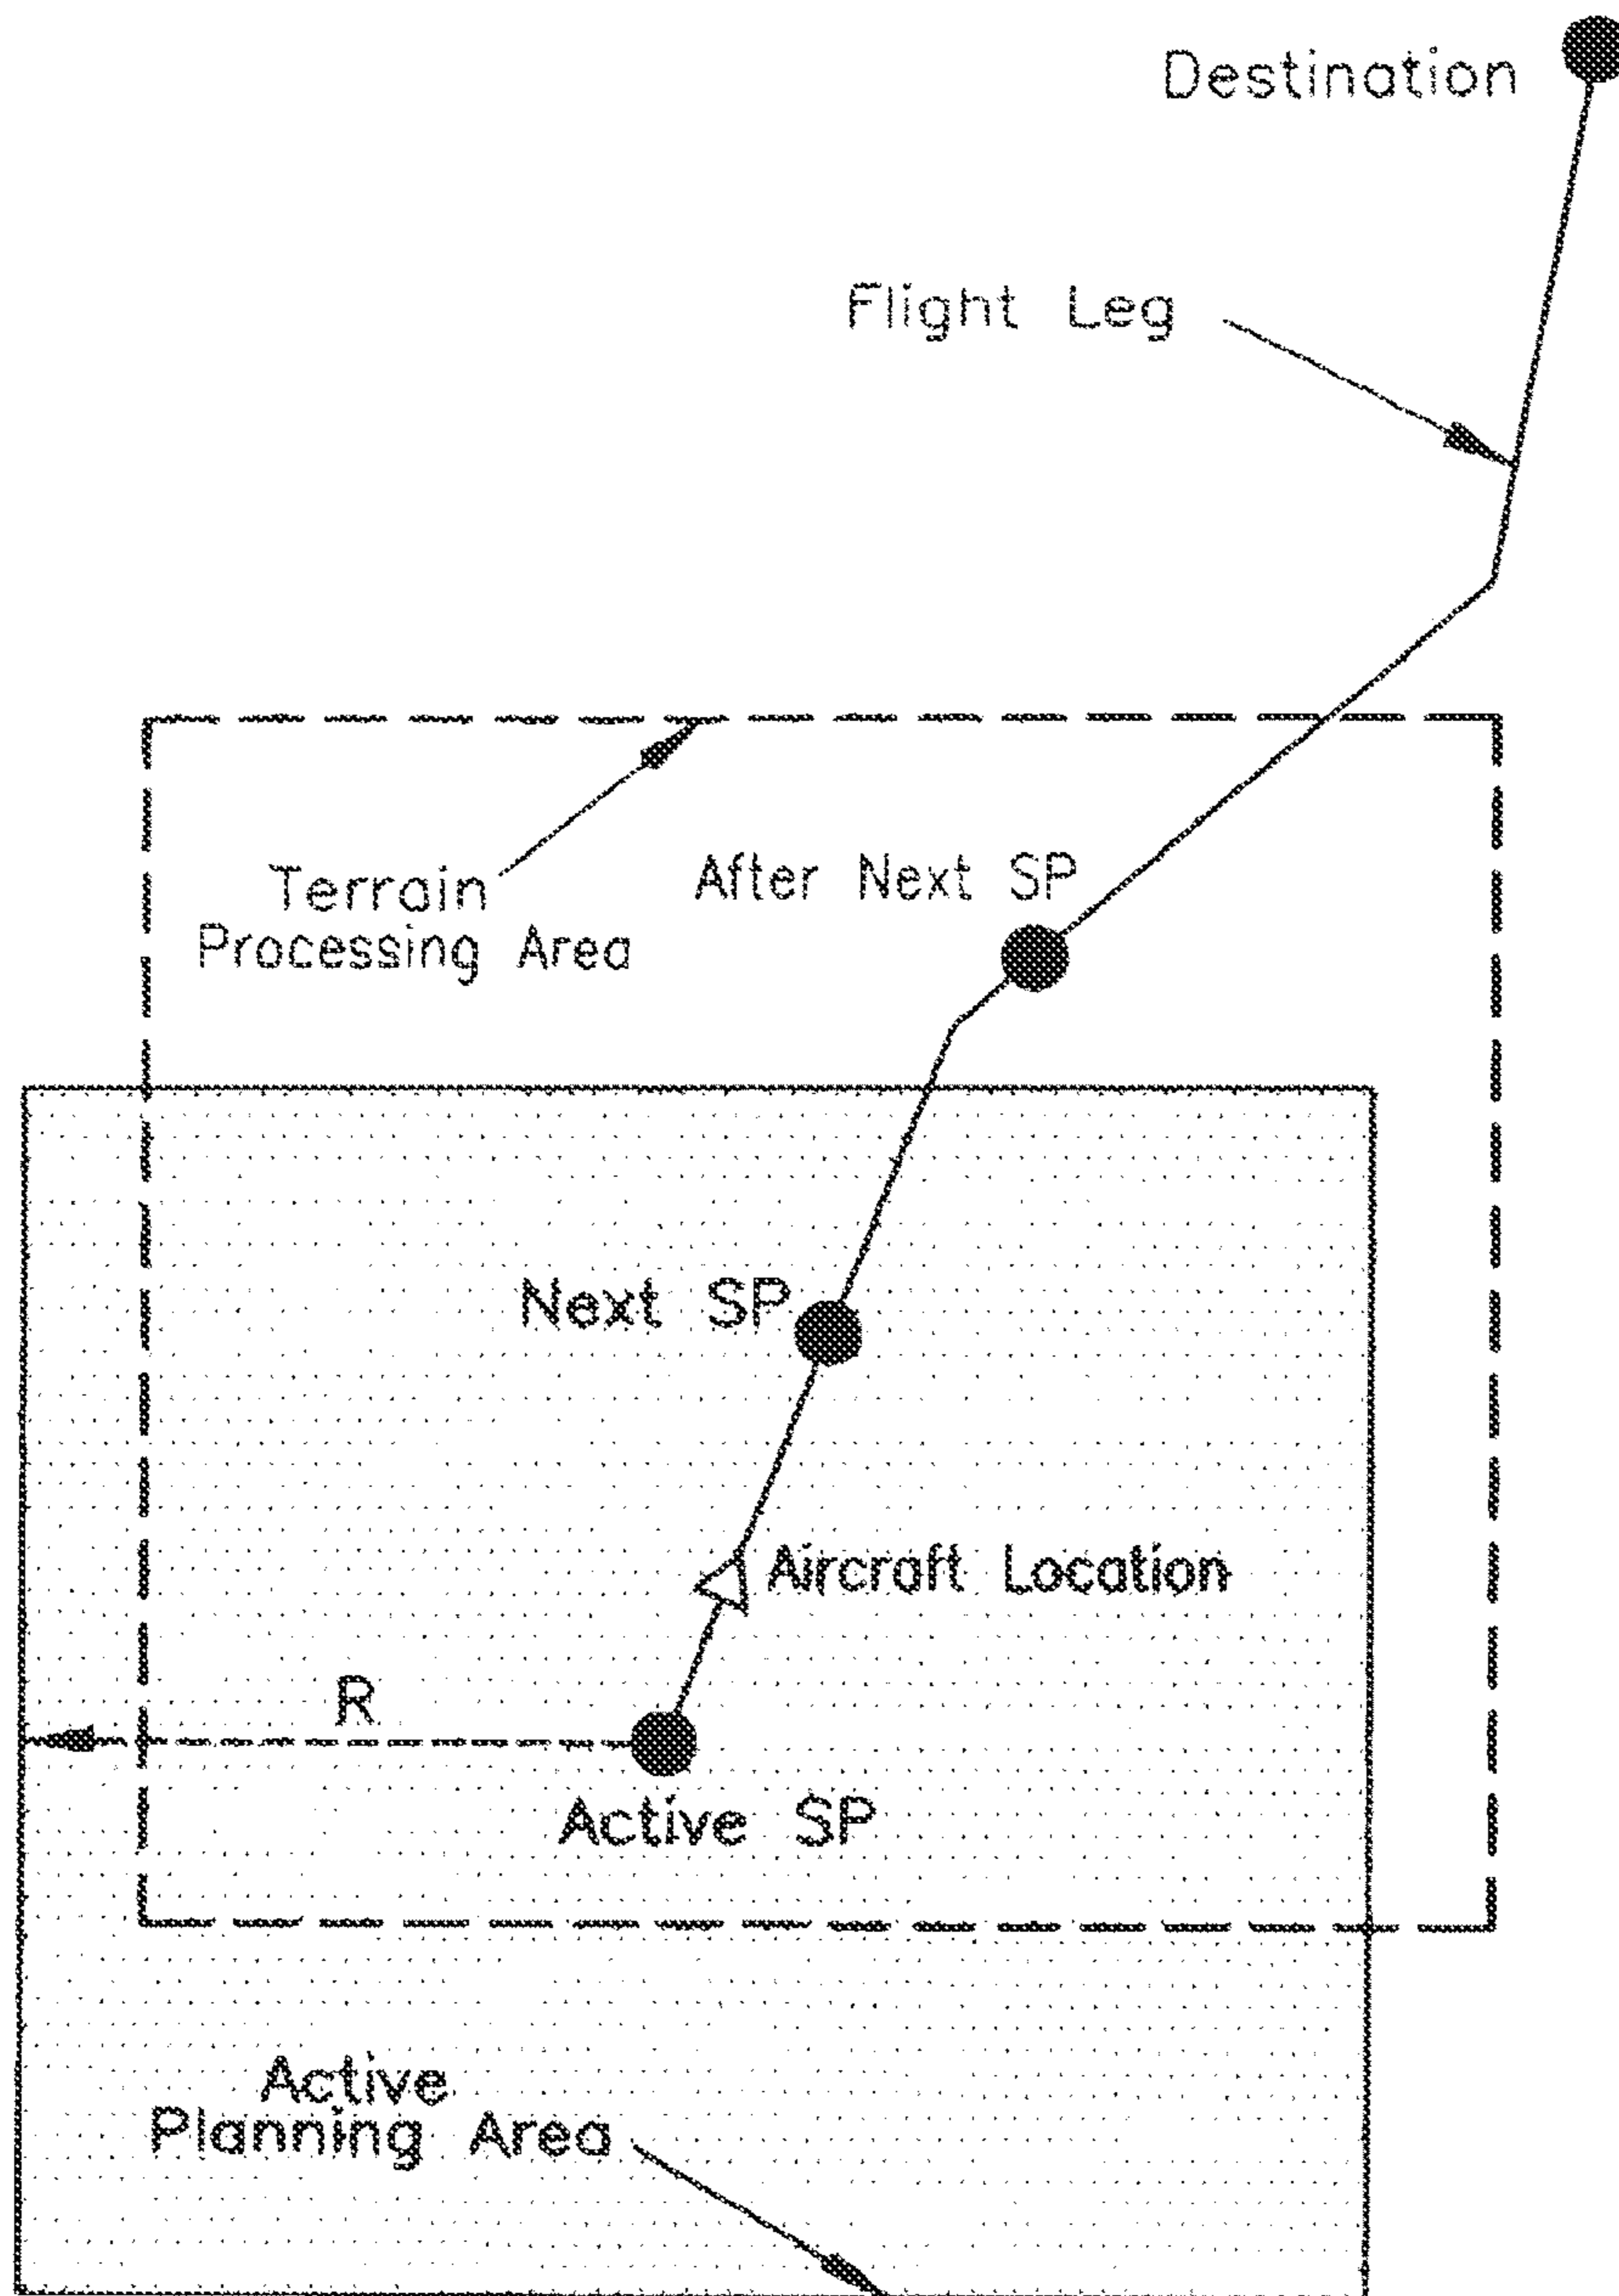 Destination
Flight Leg
Terrain
Processing Area
After Next SP
Next SP
Aircraft Location
R
Active SP
Active
Planning Area